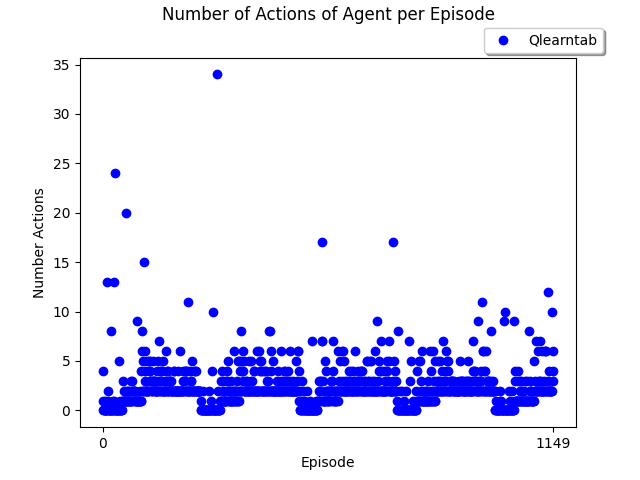 Number of Actions of Agent per Episode
Qlearntab
35
30
25
20
15
10
5
0
Number Actions
0 1149
Episode